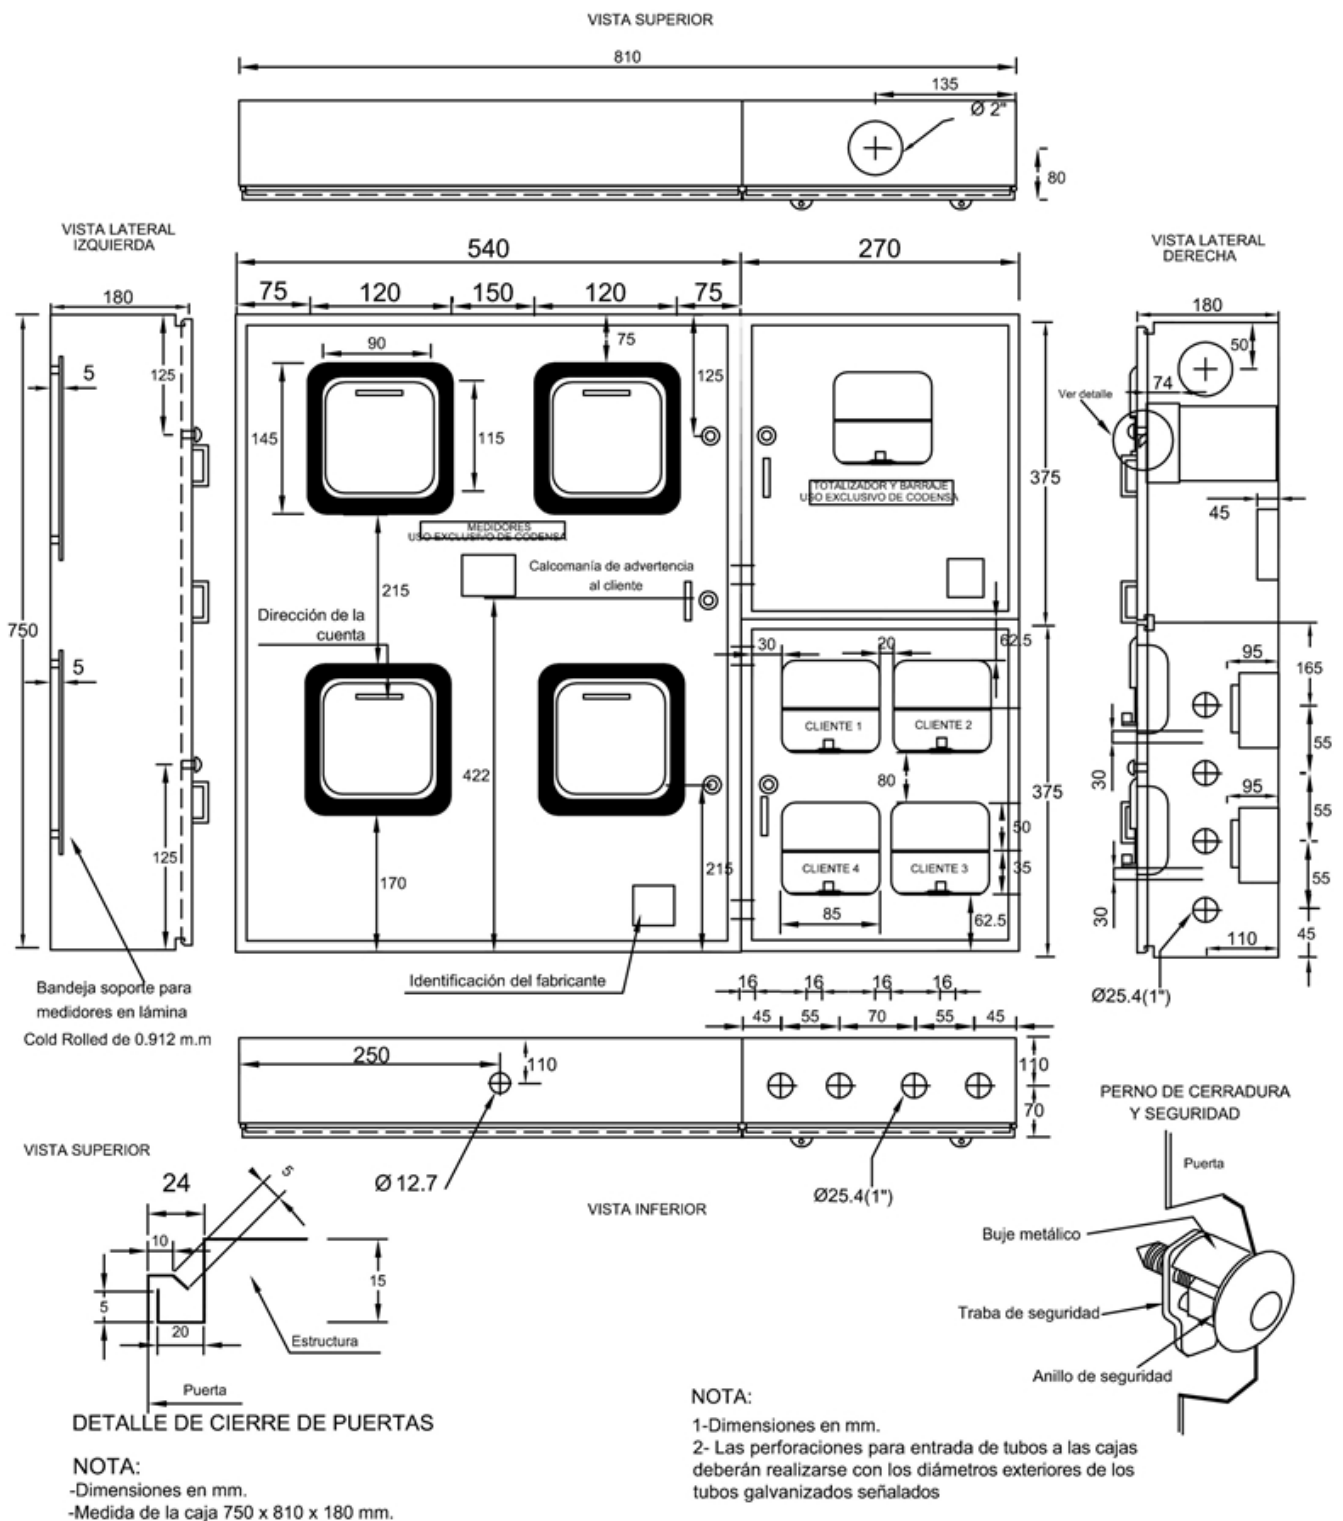 VISTA SUPERIOR
810
135
Ø 2"
80
VISTA LATERAL
IZQUIERDA
180
750
5
125
5
125
Bandeja soporte para
medidores en lámina
Cold Rolled de 0.912 m.m
540
270
75
120
150
120
75
90
75
125
145
115
MEDIDORES
USO EXCLUSIVO DE CODENSA
Calcomanía de advertencia
al cliente
215
Dirección de la
cuenta
422
170
215
Identificación del fabricante
TOTALIZADOR Y BARRAJE
USO EXCLUSIVO DE CODENSA
375
62.5
30
20
CLIENTE 1
CLIENTE 2
80
375
50
CLIENTE 4
CLIENTE 3
35
85
62.5
VISTA LATERAL
DERECHA
180
50
74
Ver detalle
45
95
165
55
30
95
55
55
30
110
45
Ø25.4(1")
16
16
16
16
45
55
70
55
45
250
110
110
70
Ø 12.7
Ø25.4(1")
VISTA INFERIOR
VISTA SUPERIOR
24
5
10
15
5
20
Estructura
Puerta
DETALLE DE CIERRE DE PUERTAS
NOTA:
-Dimensiones en mm.
-Medida de la caja 750 x 810 x 180 mm.
PERNO DE CERRADURA
Y SEGURIDAD
Puerta
Buje metálico
Traba de seguridad
Anillo de seguridad
NOTA:
1-Dimensiones en mm.
2- Las perforaciones para entrada de tubos a las cajas
deberán realizarse con los diámetros exteriores de los
tubos galvanizados señalados